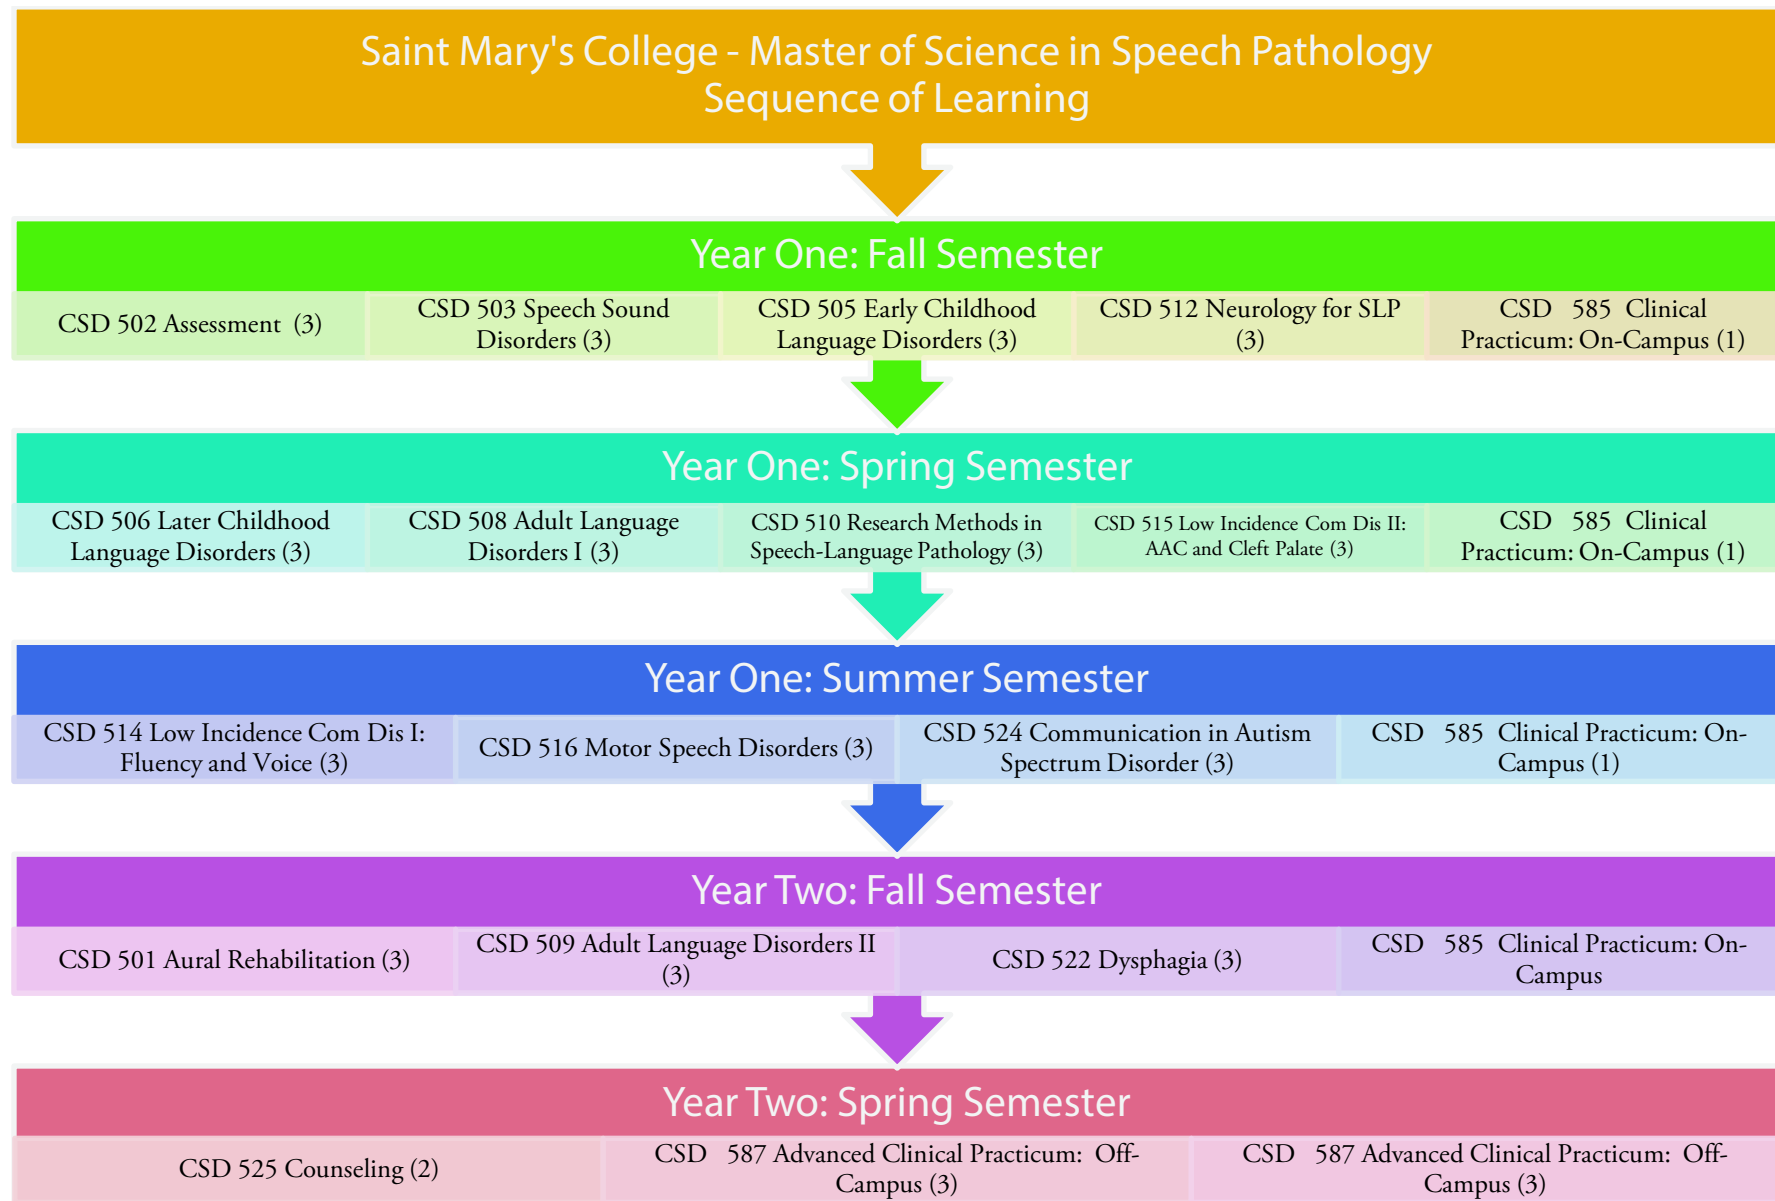 Saint Mary's College - Master of Science in Speech Pathology
Sequence of Learning
Year One: Fall Semester
CSD 502 Assessment (3)
CSD 503 Speech Sound
Disorders (3)
CSD 505 Early Childhood
Language Disorders (3)
CSD 512 Neurology for SLP
(3)
CSD 585 Clinical
Practicum: On-Campus (1)
Year One: Spring Semester
CSD 506 Later Childhood
Language Disorders (3)
CSD 508 Adult Language
Disorders I (3)
CSD 510 Research Methods in
Speech-Language Pathology (3)
CSD 515 Low Incidence Com Dis II:
AAC and Cleft Palate (3)
CSD 585 Clinical
Practicum: On-Campus (1)
Year One: Summer Semester
CSD 514 Low Incidence Com Dis I:
Fluency and Voice (3)
CSD 516 Motor Speech Disorders (3)
CSD 524 Communication in Autism
Spectrum Disorder (3)
CSD 585 Clinical Practicum: On-
Campus (1)
Year Two: Fall Semester
CSD 501 Aural Rehabilitation (3)
CSD 509 Adult Language Disorders II
(3)
CSD 522 Dysphagia (3)
CSD 585 Clinical Practicum: On-
Campus
Year Two: Spring Semester
CSD 525 Counseling (2)
CSD 587 Advanced Clinical Practicum: Off-
Campus (3)
CSD 587 Advanced Clinical Practicum: Off-
Campus (3)